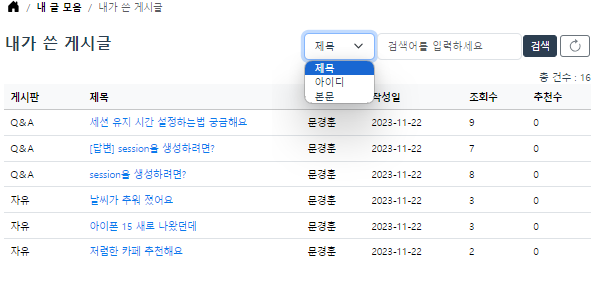 / 내 글 모음 / 내가 쓴 게시글
내가 쓴 게시글
제목
검색어를 입력하세요
검색
제목
아이디
본문
총 건수 : 16
게시판 제목 작성일 조회수 추천수
Q&A 세션 유지 시간 설정하는법 궁금해요 문경훈 2023-11-22 9 0
Q&A [답변] session을 생성하려면? 문경훈 2023-11-22 7 0
Q&A session을 생성하려면? 문경훈 2023-11-22 8 0
자유 날씨가 추워 졌어요 문경훈 2023-11-22 3 0
자유 아이폰 15 새로 나왔던데 문경훈 2023-11-22 3 0
자유 저렴한 카페 추천해요 문경훈 2023-11-22 2 0